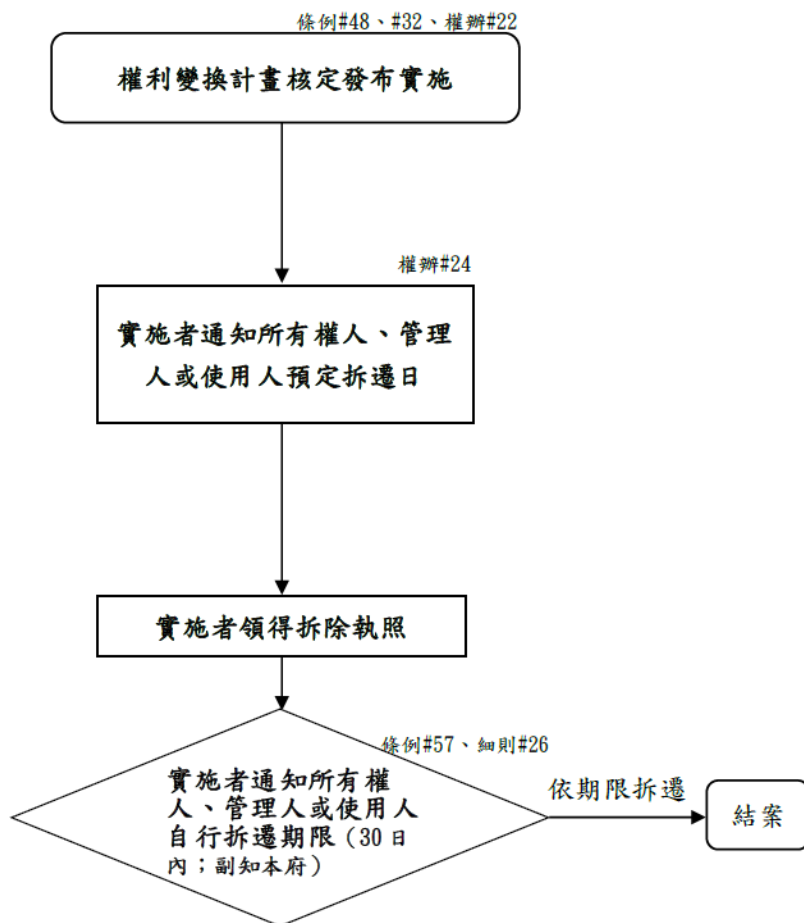 條例#48、#32、權辦#22
權利變換計畫核定發布實施
權辦#24
實施者通知所有權人、管理
人或使用人預定拆遷日
實施者領得拆除執照
條例#57、細則#26
實施者通知所有權
人、管理人或使用人
自行拆遷期限（30 日
內；副知本府）
依期限拆遷
結案